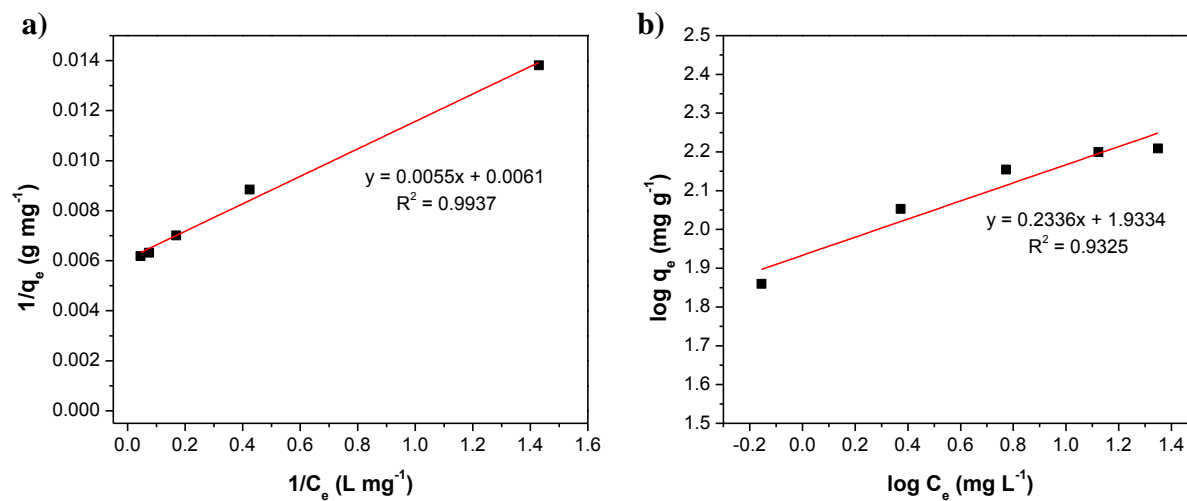 a)
0.014
0.012
0.010
0.008
0.006
0.004
0.002
0.000
1/qₑ (g mg⁻¹)
y = 0.0055x + 0.0061
R² = 0.9937
0.0 0.2 0.4 0.6 0.8 1.0 1.2 1.4 1.6
1/Cₑ (L mg⁻¹)
b)
2.5
2.4
2.3
2.2
2.1
2.0
1.9
1.8
1.7
1.6
1.5
log qₑ (mg g⁻¹)
y = 0.2336x + 1.9334
R² = 0.9325
-0.2 0.0 0.2 0.4 0.6 0.8 1.0 1.2 1.4
log Cₑ (mg L⁻¹)